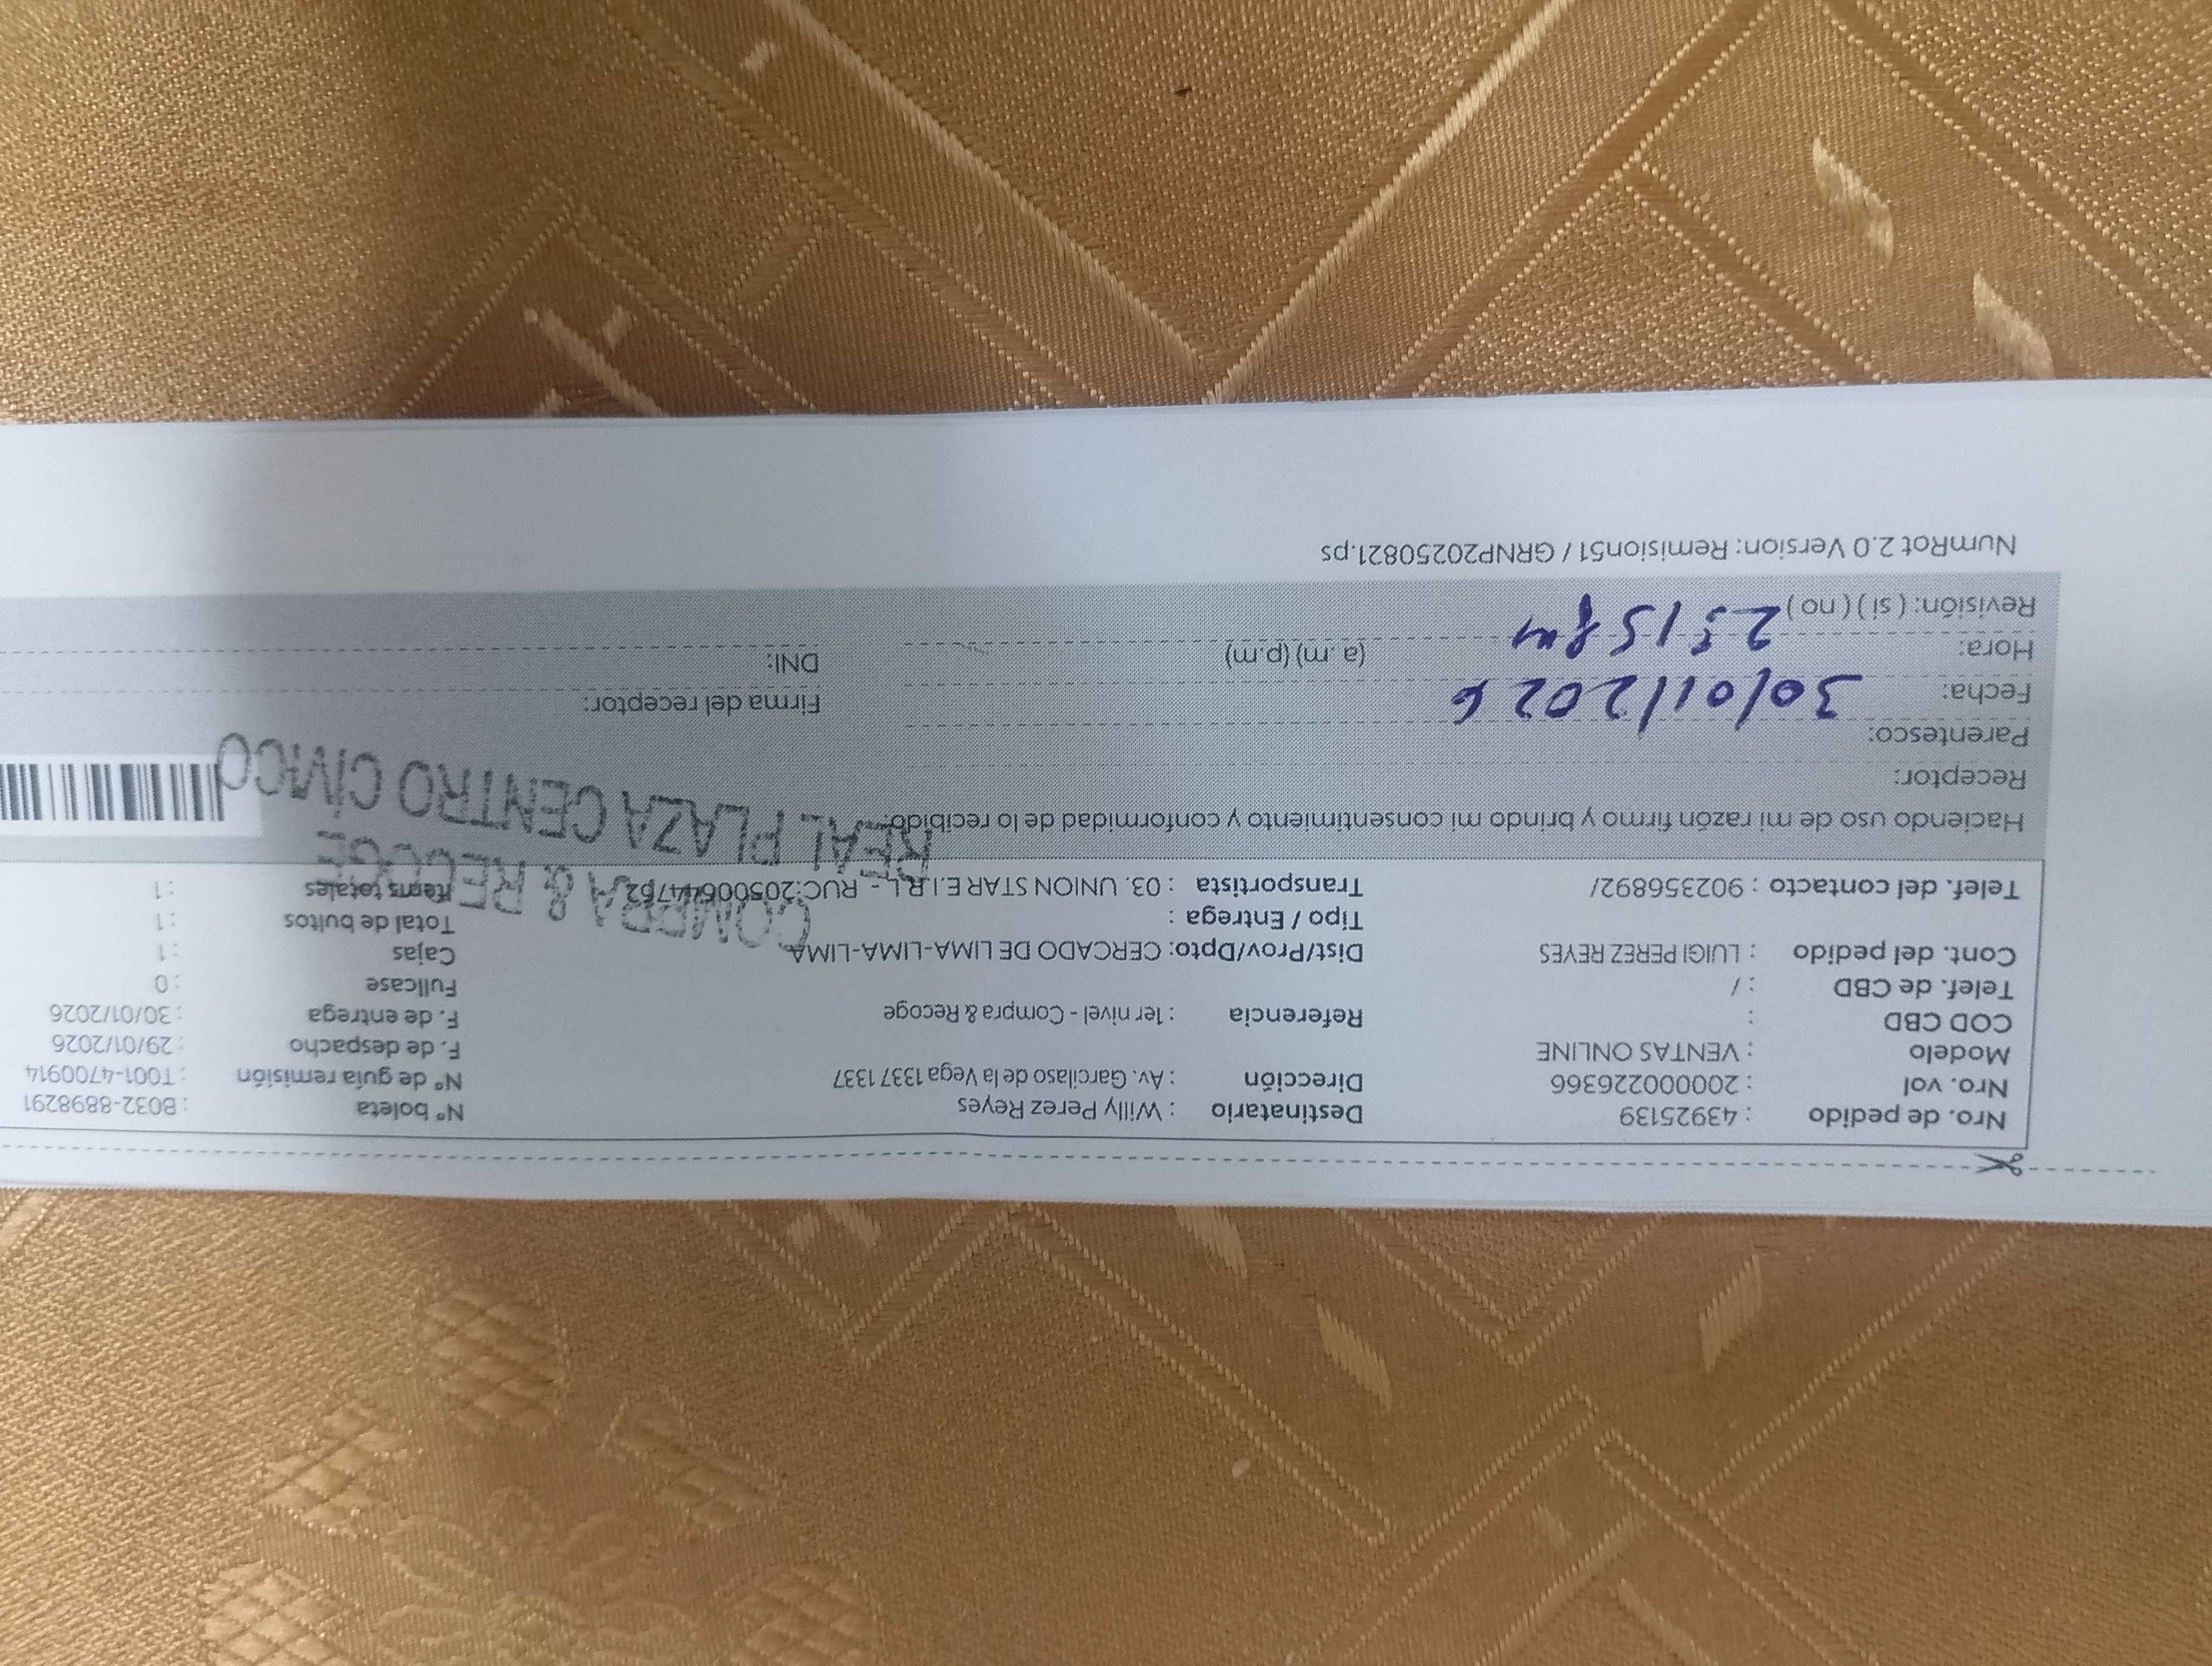 Nro. de pedido : 43925139
Nro. vol : 200000226366
Modelo : VENTAS ONLINE
COD CBD :
Telef. de CBD : /
Cont. del pedido : LUIGI PEREZ REYES
Telef. del contacto : 902356892/
Destinatario : Willy Perez Reyes
Dirección : Av. Garcilaso de la Vega 1337 1337
Referencia : 1er nivel - Compra & Recoge
Dist/Prov/Dpto: CERCADO DE LIMA-LIMA-LIMA
Tipo / Entrega :
Transportista : 03. UNION STAR E.I.R.L - RUC:20500644762
N° boleta : B032-8898291
N° de guía remisión : T001-4700914
F. de despacho : 29/01/2026
F. de entrega : 30/01/2026
Fullcase : 0
Cajas : 1
Total de bultos : 1
Items totales : 1
COMPRA & RECOGE
REAL PLAZA CENTRO CÍVICO
Haciendo uso de mi razón firmo y brindo mi consentimiento y conformidad de lo recibido.
Receptor:
Parentesco:
Fecha: 30/01/2026
Hora: (a.m) (p.m)
Revisión: ( si ) ( no ) 2:15 pm
Firma del receptor:
DNI:
NumRot 2.0 Version: Remision51 / GRNP20250821.ps